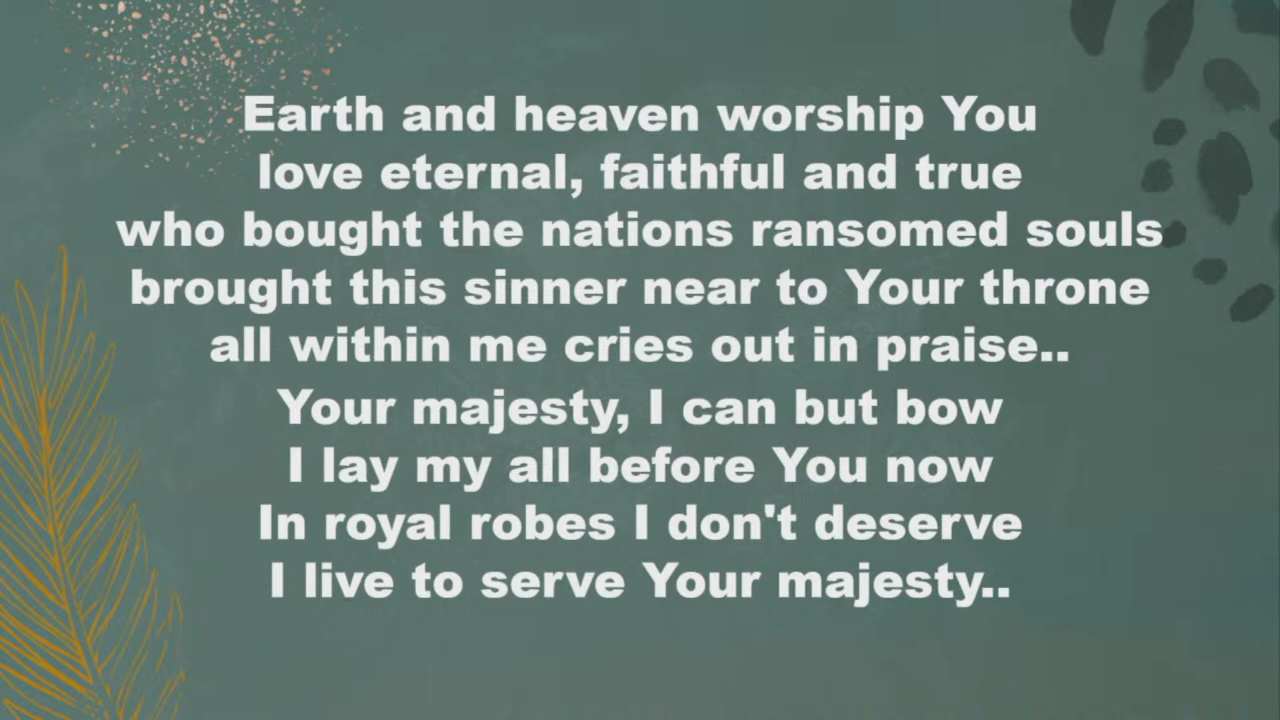 Earth and heaven worship You
love eternal, faithful and true
who bought the nations ransomed souls
brought this sinner near to Your throne
all within me cries out in praise..
Your majesty, I can but bow
I lay my all before You now
In royal robes I don't deserve
I live to serve Your majesty..